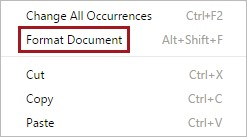 Change All Occurrences Ctrl+F2
Format Document Alt+Shift+F
Cut Ctrl+X
Copy Ctrl+C
Paste Ctrl+V